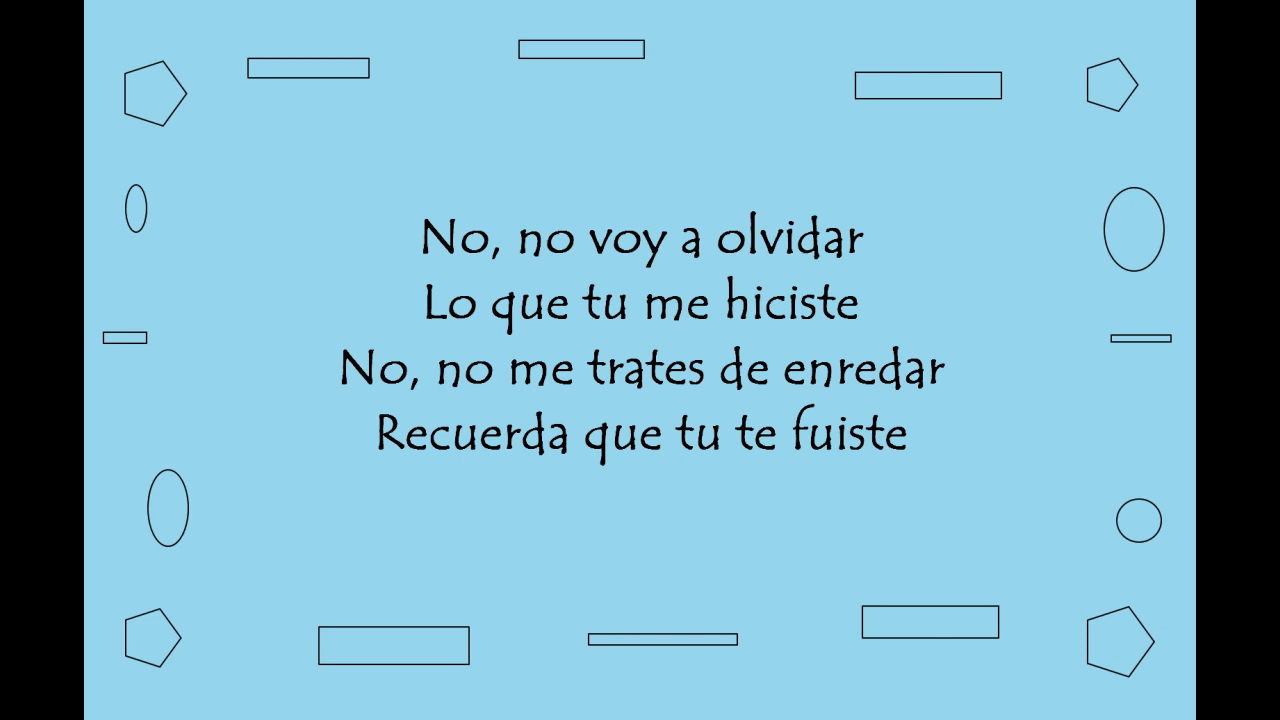 No, no voy a olvidar
Lo que tu me hiciste
No, no me trates de enredar
Recuerda que tu te fuiste